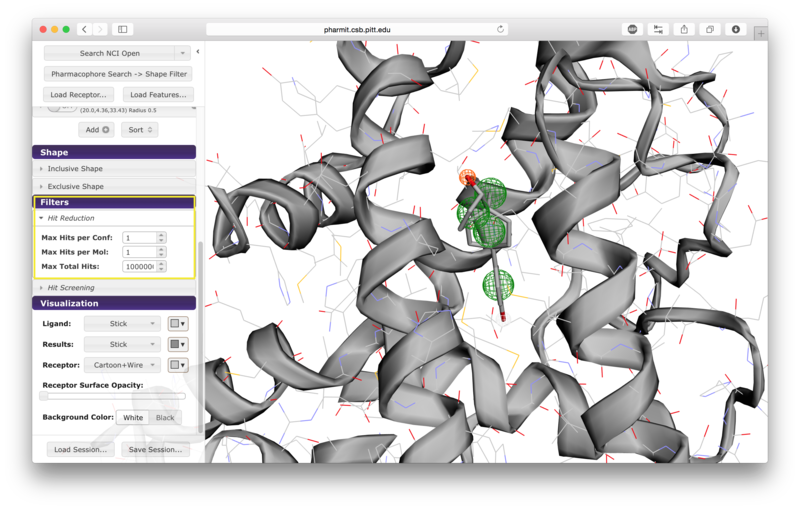 pharmit.csb.pitt.edu
Search NCI Open
Pharmacophore Search -> Shape Filter
Load Receptor... Load Features...
(20.0,4.36,33.43) Radius 0.5
Add Sort
Shape
Inclusive Shape
Exclusive Shape
Filters
Hit Reduction
Max Hits per Conf: 1
Max Hits per Mol: 1
Max Total Hits: 100000
Hit Screening
Visualization
Ligand: Stick
Results: Stick
Receptor: Cartoon+Wire
Receptor Surface Opacity:
Background Color: White Black
Load Session... Save Session...